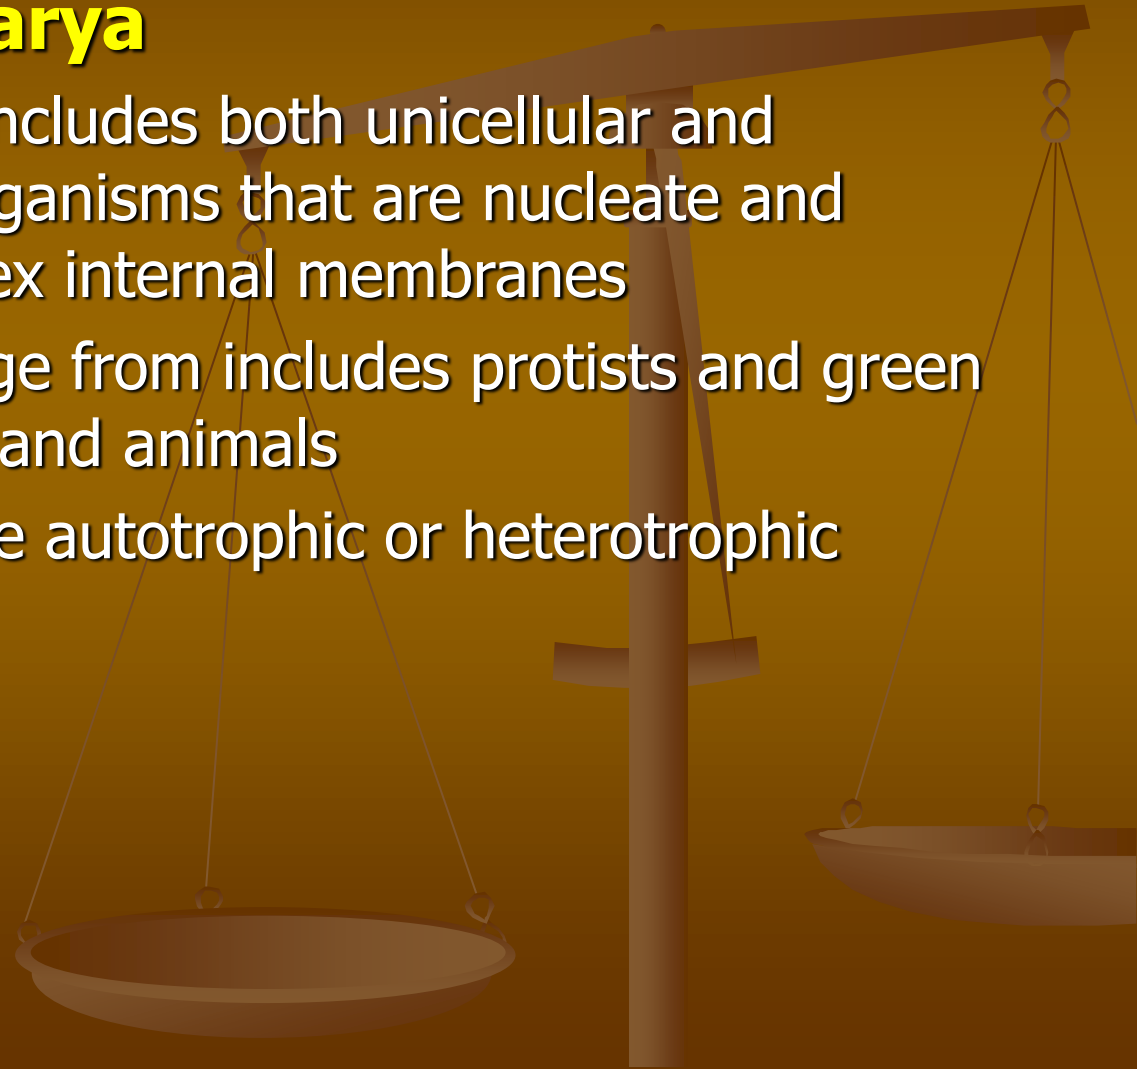 arya
ncludes both unicellular and
ganisms that are nucleate and
ex internal membranes
ge from includes protists and green
and animals
e autotrophic or heterotrophic